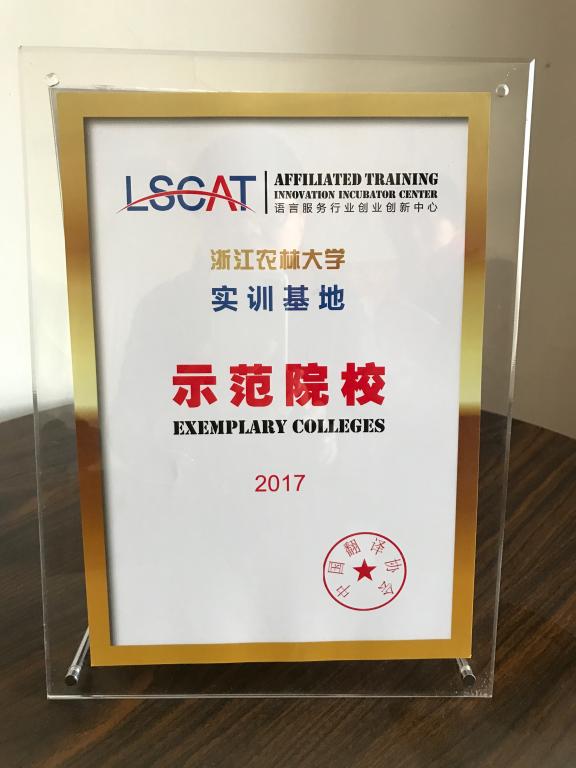 LSCAT
AFFILIATED TRAINING
INNOVATION INCUBATOR CENTER
语言服务行业创业创新中心
浙江农林大学
实训基地
示范院校
EXEMPLARY COLLEGES
2017
中国翻译协会